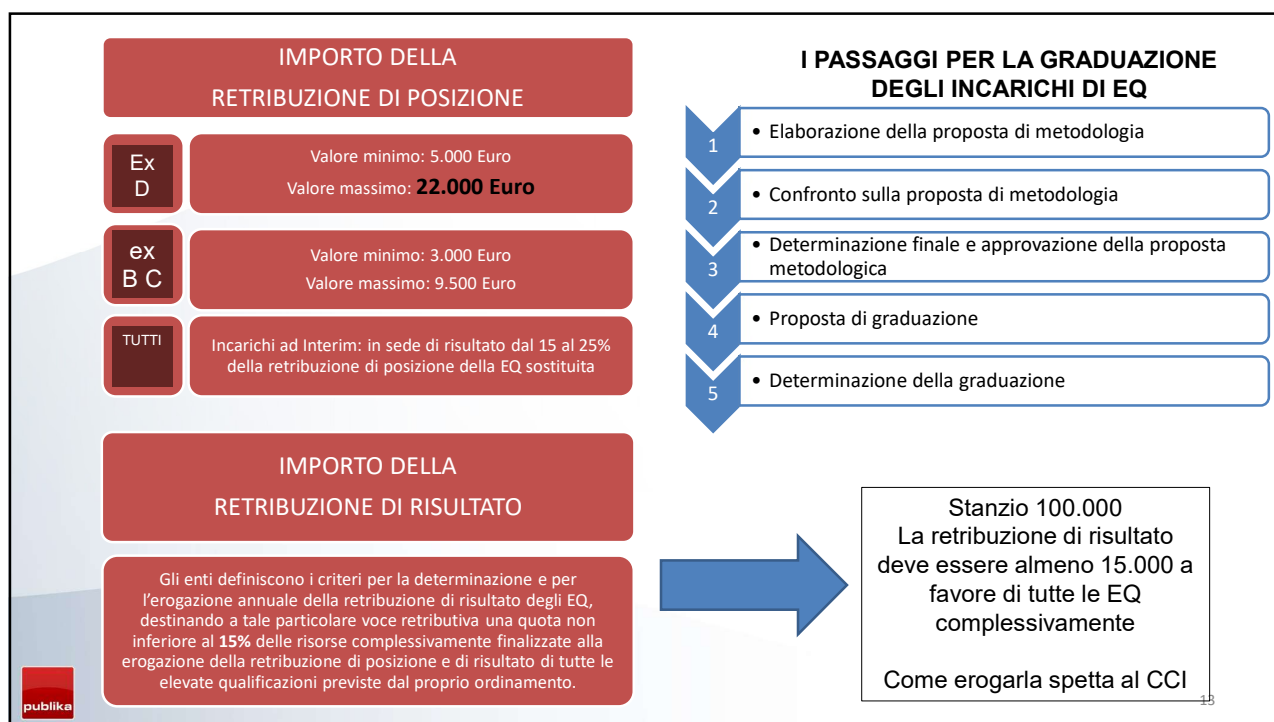 IMPORTO DELLA
RETRIBUZIONE DI POSIZIONE
Ex
D
Valore minimo: 5.000 Euro
Valore massimo: 22.000 Euro
ex
B C
Valore minimo: 3.000 Euro
Valore massimo: 9.500 Euro
TUTTI
Incarichi ad Interim: in sede di risultato dal 15 al 25%
della retribuzione di posizione della EQ sostituita
IMPORTO DELLA
RETRIBUZIONE DI RISULTATO
Gli enti definiscono i criteri per la determinazione e per
l’erogazione annuale della retribuzione di risultato degli EQ,
destinando a tale particolare voce retributiva una quota non
inferiore al 15% delle risorse complessivamente finalizzate alla
erogazione della retribuzione di posizione e di risultato di tutte le
elevate qualificazioni previste dal proprio ordinamento.
I PASSAGGI PER LA GRADUAZIONE
DEGLI INCARICHI DI EQ
1
• Elaborazione della proposta di metodologia
2
• Confronto sulla proposta di metodologia
3
• Determinazione finale e approvazione della proposta
metodologica
4
• Proposta di graduazione
5
• Determinazione della graduazione
Stanzio 100.000
La retribuzione di risultato
deve essere almeno 15.000 a
favore di tutte le EQ
complessivamente
Come erogarla spetta al CCI
13
publika